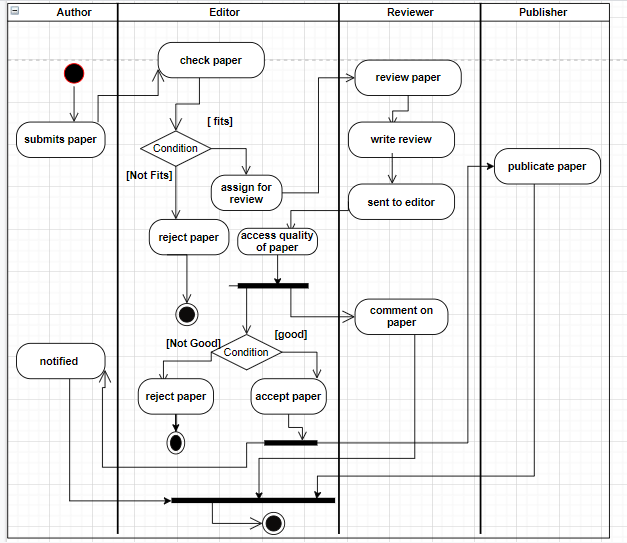 Author
Editor
Reviewer
Publisher
check paper
review paper
[ fits]
submits paper
write review
Condition
publicate paper
[Not Fits]
assign for
review
sent to editor
reject paper
access quality
of paper
comment on
paper
[good]
[Not Good]
Condition
notified
reject paper
accept paper